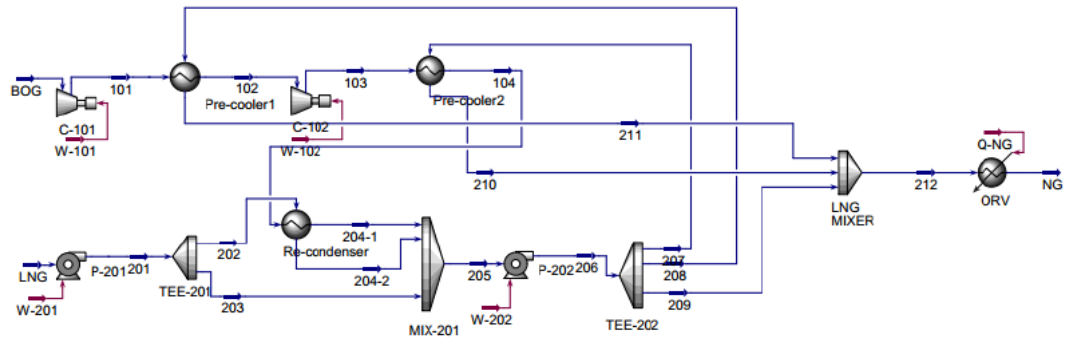 BOG
101
C-101
W-101
Pre-cooler1
102
C-102
W-102
103
Pre-cooler2
104
211
210
LNG
MIXER
212
Q-NG
ORV
NG
LNG
W-201
P-201
201
TEE-201
202
203
Re-condenser
204-1
204-2
MIX-201
205
W-202
P-202
206
TEE-202
207
208
209